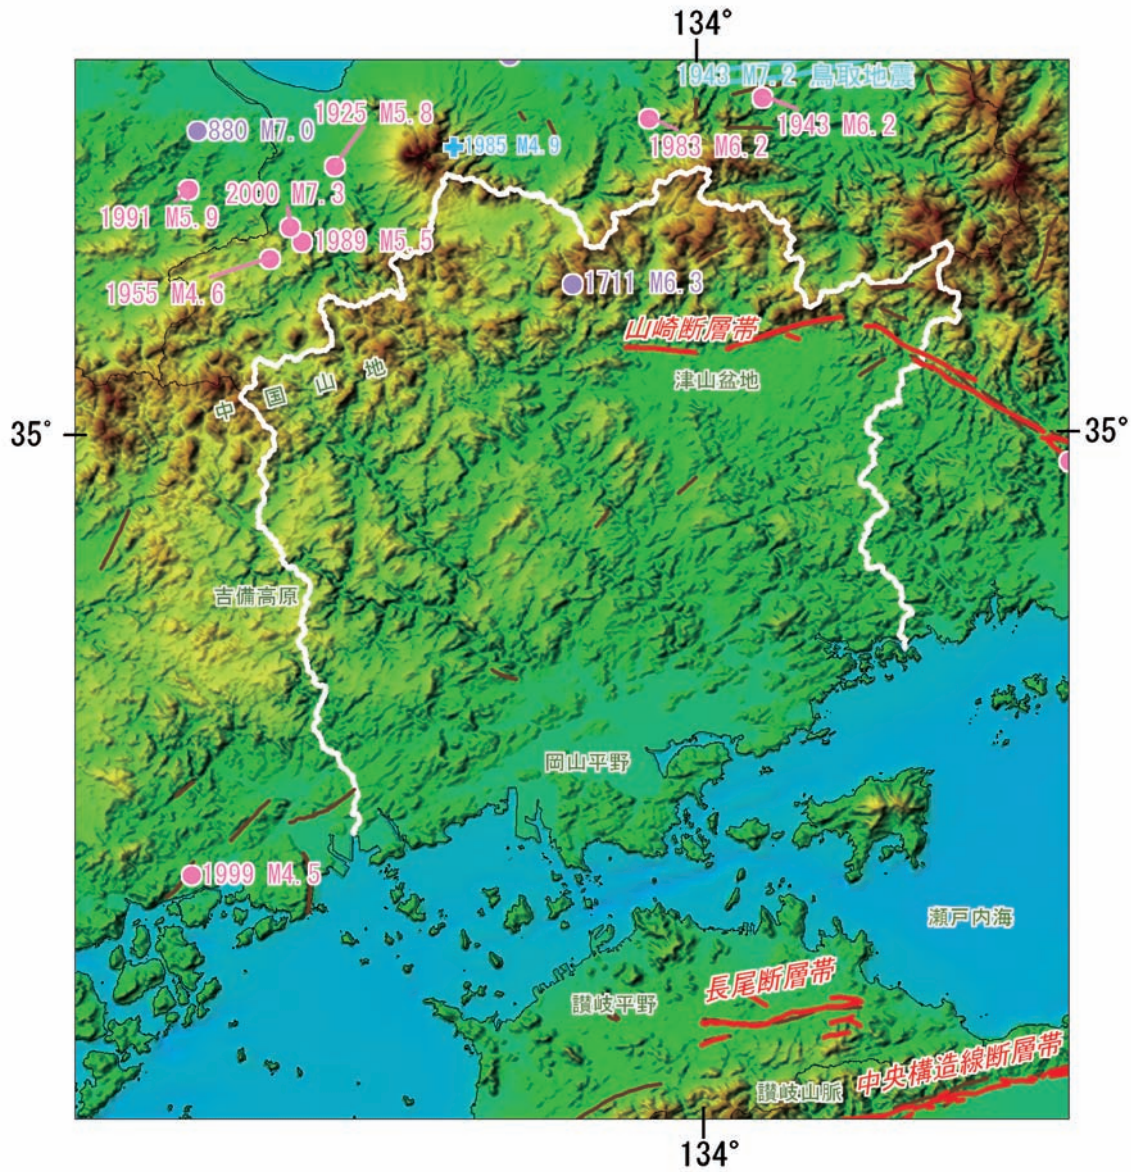 134°
1943 M7.2 鳥取地震
1925 M5.8
880 M7.0
1943 M6.2
1985 M4.9
1983 M6.2
2000 M7.3
1991 M5.9
1989 M5.5
1955 M4.6
1711 M6.3
山崎断層帯
津山盆地
中国山地
35°
35°
吉備高原
岡山平野
1999 M4.5
瀬戸内海
長尾断層帯
讃岐平野
中央構造線断層帯
讃岐山脈
134°